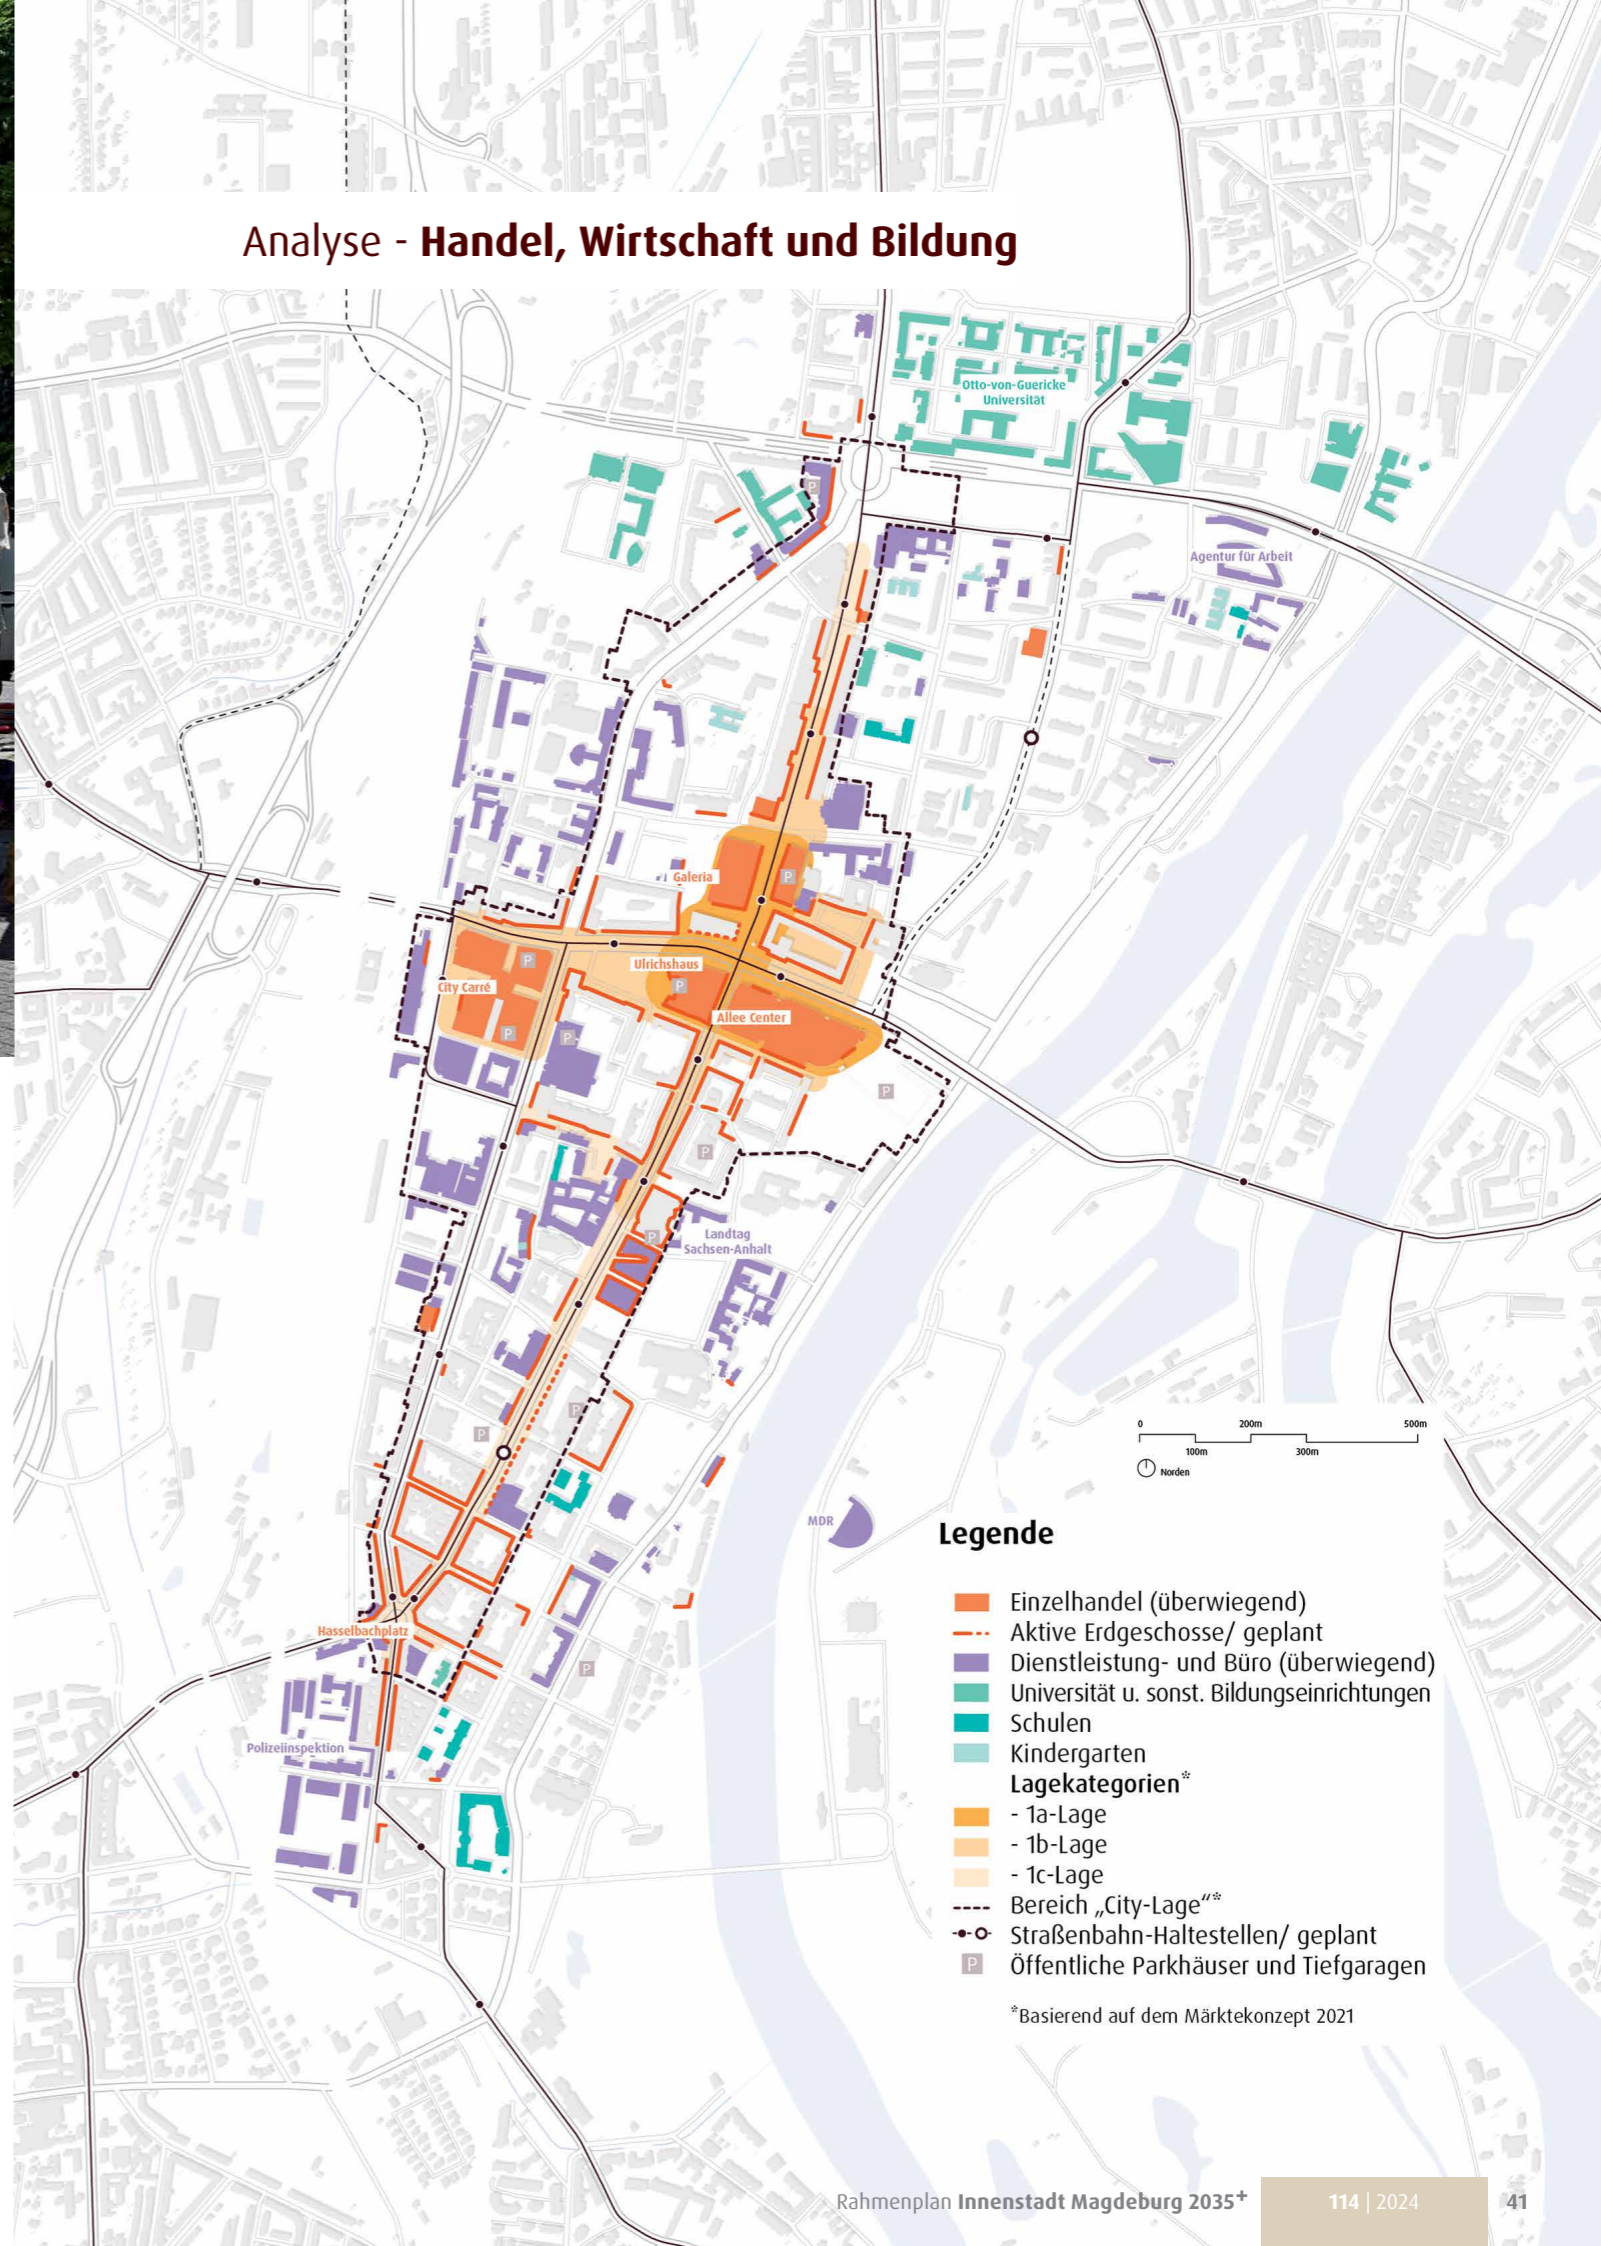 Analyse - Handel, Wirtschaft und Bildung
Otto-von-Guericke
Universität
P
Agentur für Arbeit
Galeria
P
P
Ulrichshaus
City Carré
P
Allee Center
P
P
P
P
Landtag
P
Sachsen-Anhalt
P
P
0
200m
500m
100m
300m
Norden
MDR
Hasselbachplatz
P
Polizeiinspektion
Legende
Einzelhandel (überwiegend)
Aktive Erdgeschosse/ geplant
Dienstleistung- und Büro (überwiegend)
Universität u. sonst. Bildungseinrichtungen
Schulen
Kindergarten
Lagekategorien*
- 1a-Lage
- 1b-Lage
- 1c-Lage
Bereich „City-Lage“*
Straßenbahn-Haltestellen/ geplant
P Öffentliche Parkhäuser und Tiefgaragen
*Basierend auf dem Märktekonzept 2021
Rahmenplan Innenstadt Magdeburg 2035+
114 | 2024
41